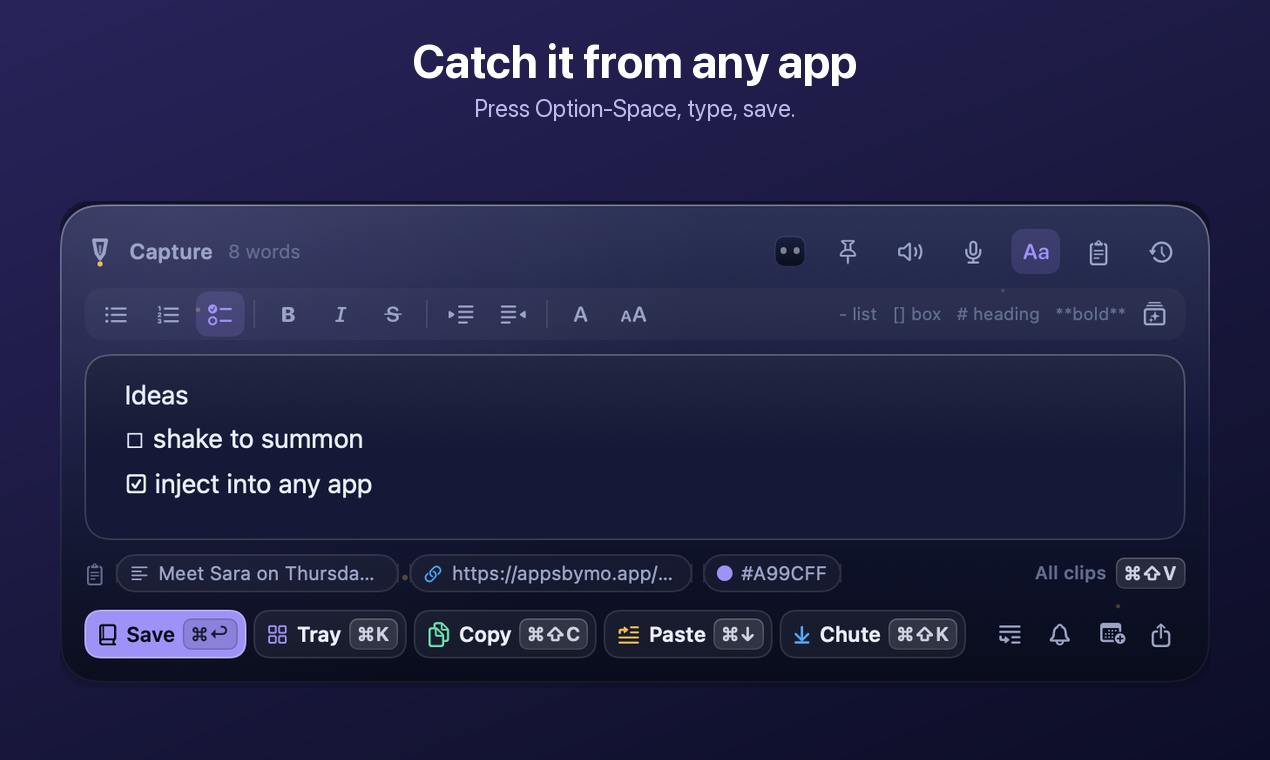 Catch it from any app
Press Option-Space, type, save.
Capture 8 words Aa
B I S A AA - list [] box # heading **bold**
Ideas
☐ shake to summon
☑ inject into any app
Meet Sara on Thursda... https://appsbymo.app/... #A99CFF All clips ⌘⇧V
Save ⌘↩ Tray ⌘K Copy ⌘⇧C Paste ⌘↓ Chute ⌘⇧K